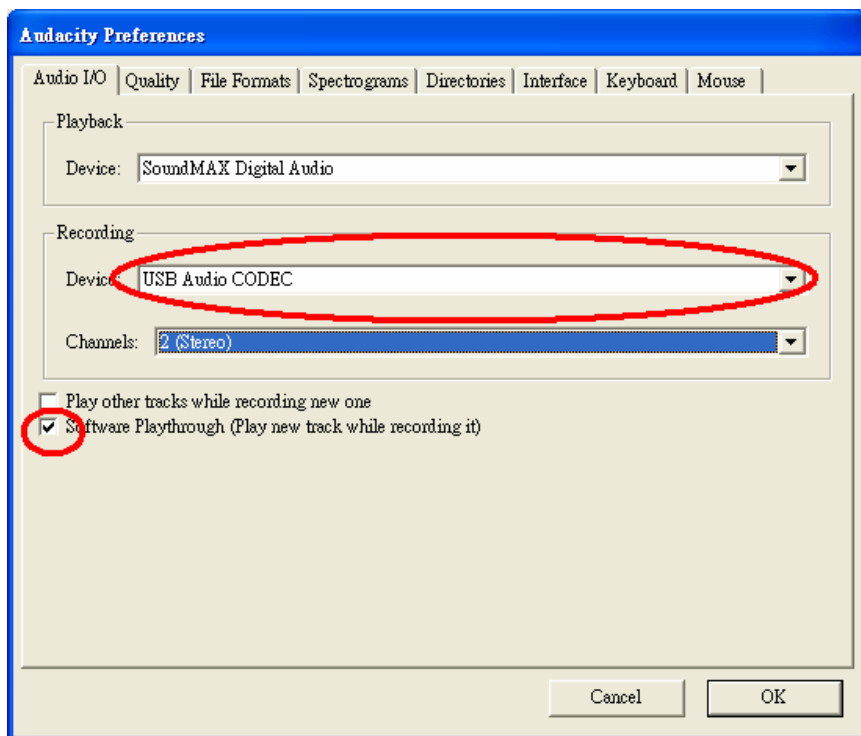 Audacity Preferences
Audio I/O Quality File Formats Spectrograms Directories Interface Keyboard Mouse
Playback
Device: SoundMAX Digital Audio
Recording
Device: USB Audio CODEC
Channels: 2 (Stereo)
Play other tracks while recording new one
Software Playthrough (Play new track while recording it)
Cancel OK